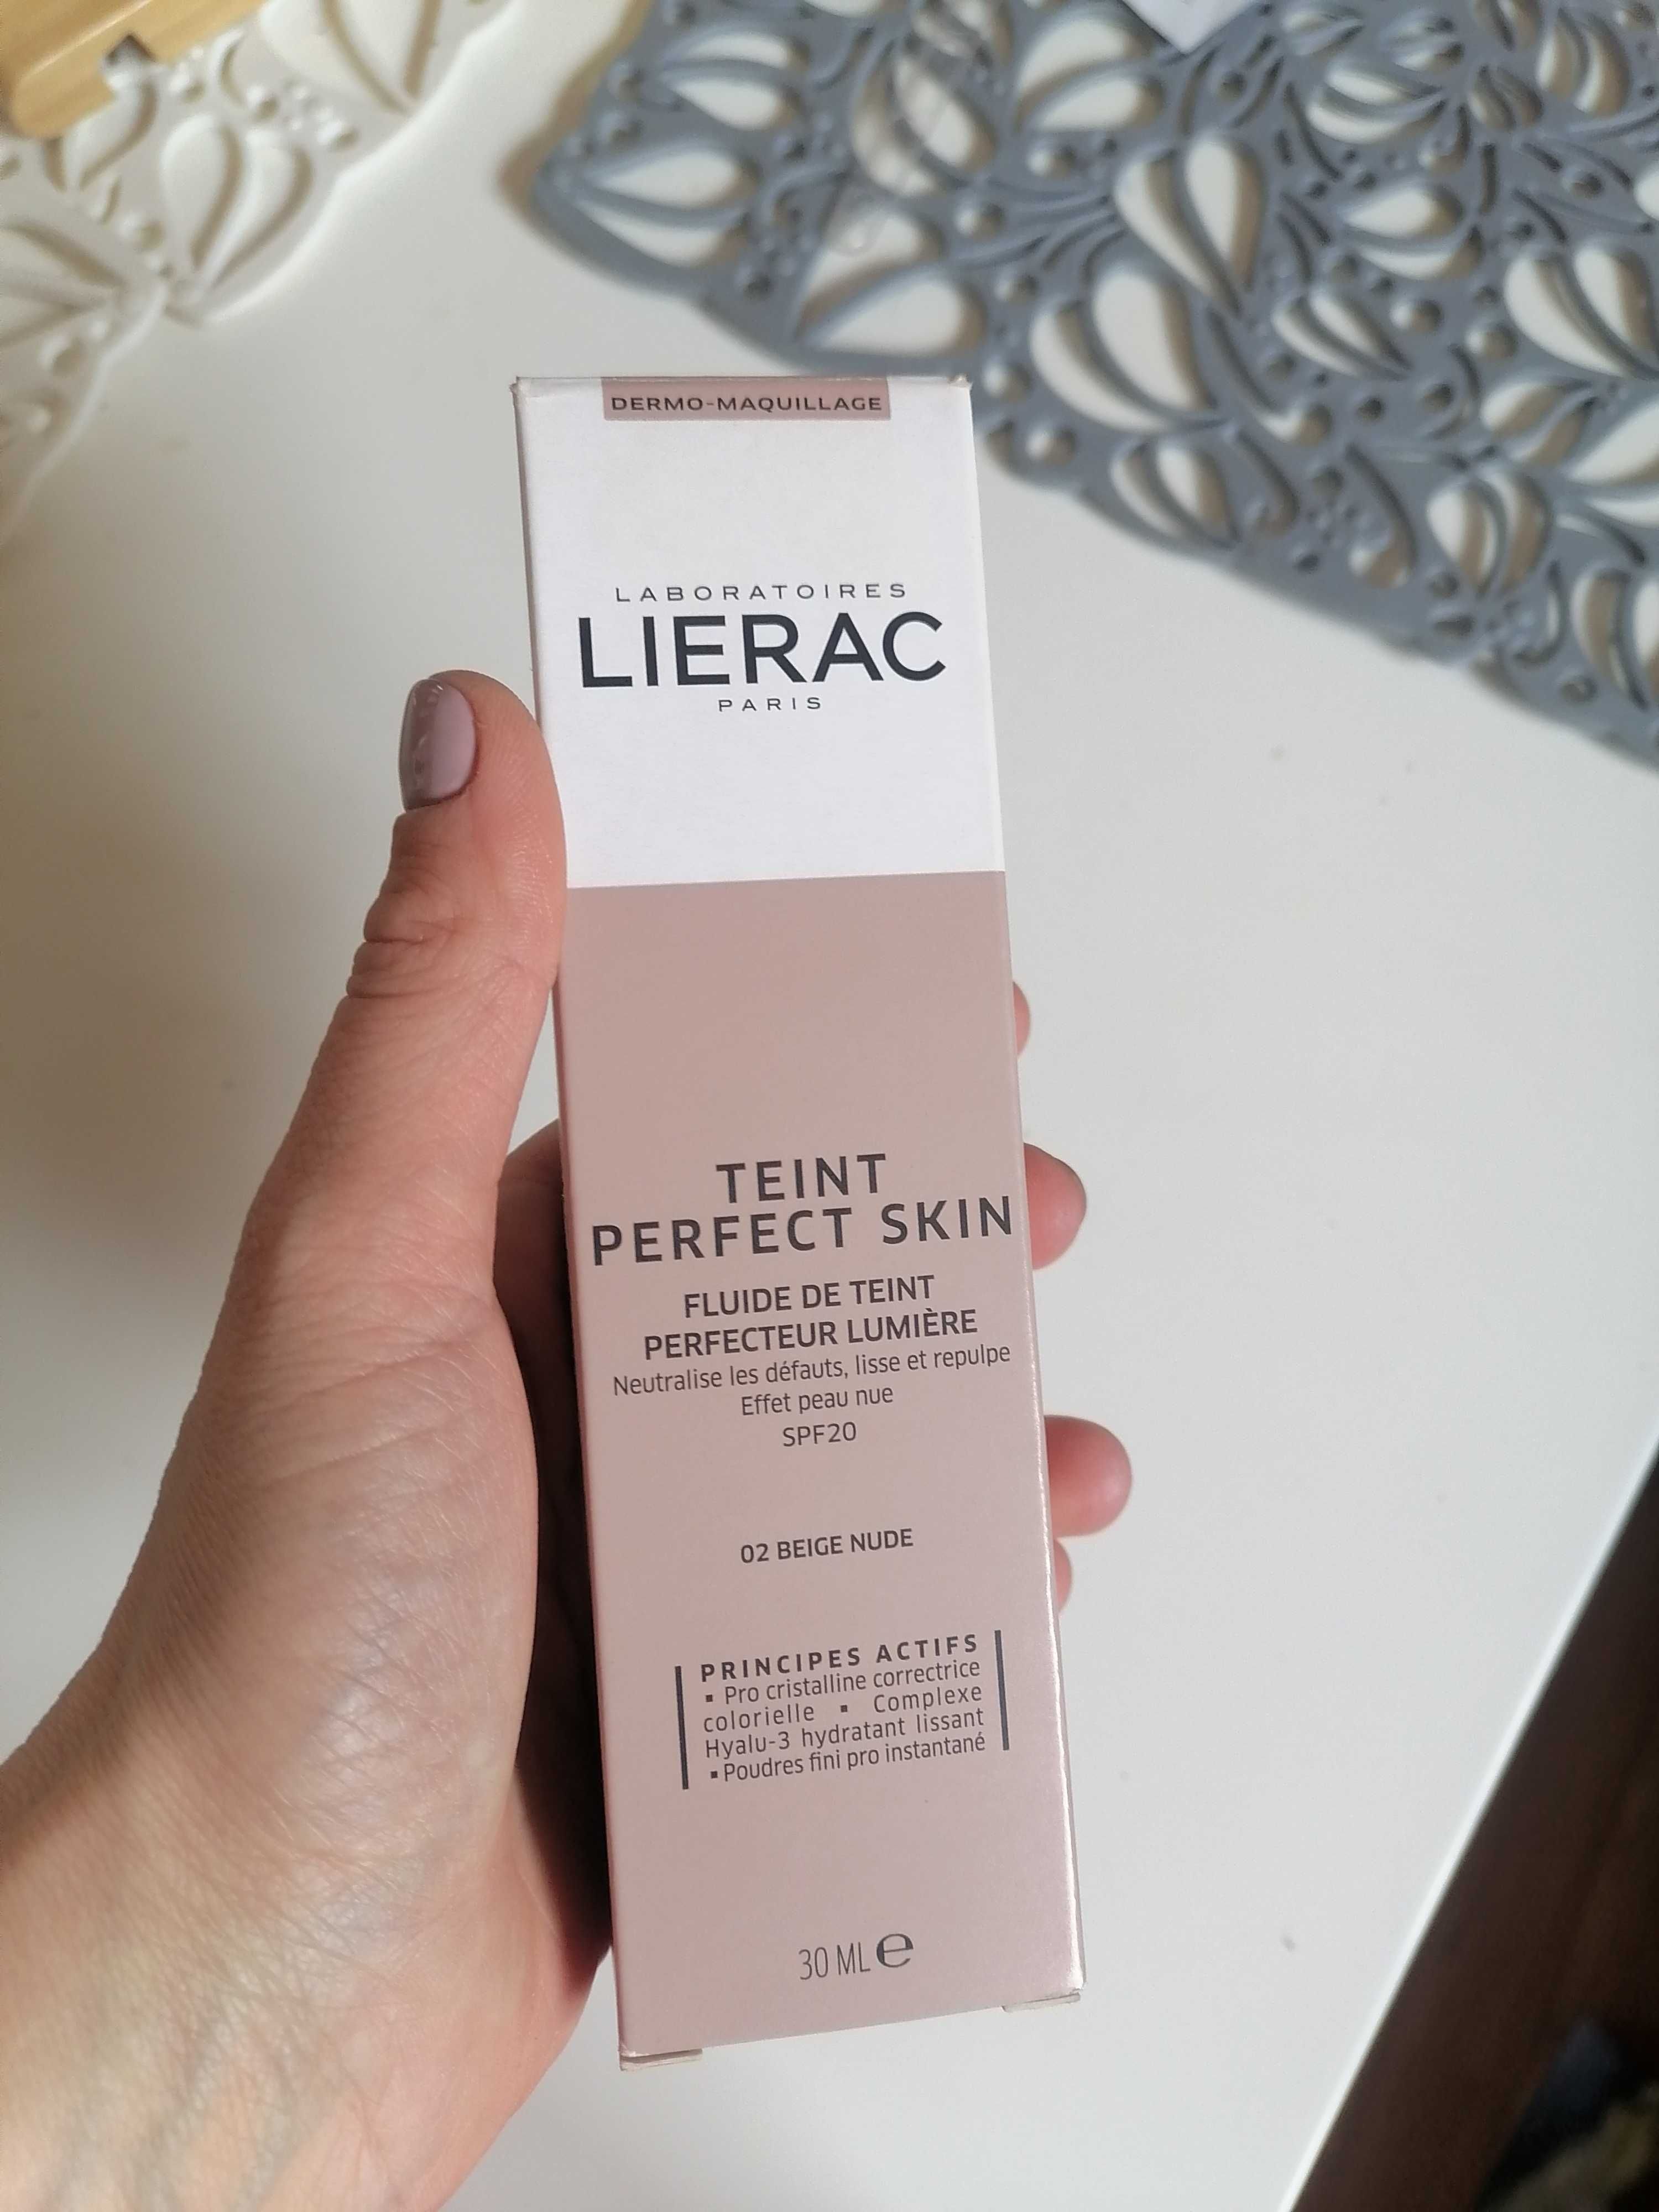 DERMO-MAQUILLAGE
LABORATOIRES
LIERAC
PARIS
TEINT
PERFECT SKIN
FLUIDE DE TEINT
PERFECTEUR LUMIÈRE
Neutralise les défauts, lisse et repulpe
Effet peau nue
SPF20
02 BEIGE NUDE
PRINCIPES ACTIFS
▪ Pro cristalline correctrice
colorielle ▪ Complexe
Hyalu-3 hydratant lissant
▪ Poudres fini pro instantané
30 ML ℮